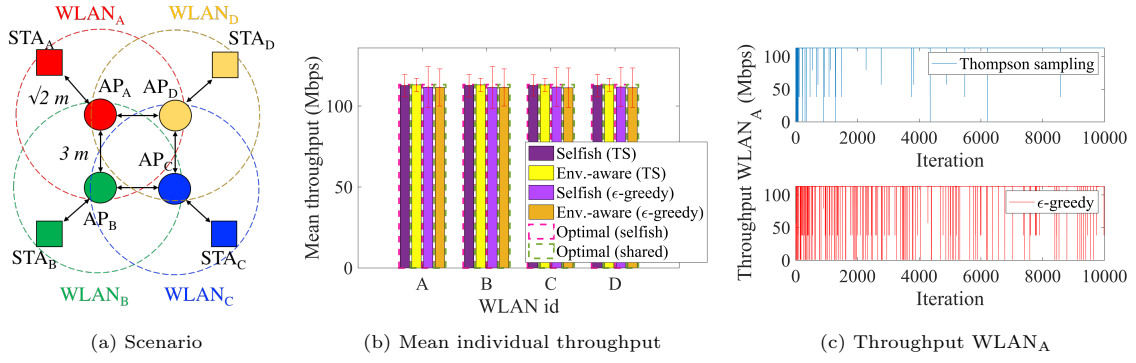 WLAN_A
WLAN_D
STA_A
STA_D
AP_A
AP_D
√2 m
3 m
AP_C
AP_B
STA_B
STA_C
WLAN_B
WLAN_C
(a) Scenario
Mean throughput (Mbps)
100
50
0
Selfish (TS)
Env.-aware (TS)
Selfish (ϵ-greedy)
Env.-aware (ϵ-greedy)
Optimal (selfish)
Optimal (shared)
A B C D
WLAN id
(b) Mean individual throughput
Throughput WLAN_A (Mbps)
100
50
0
Thompson sampling
0 2000 4000 6000 8000 10000
Iteration
100
50
0
ϵ-greedy
0 2000 4000 6000 8000 10000
Iteration
(c) Throughput WLAN_A